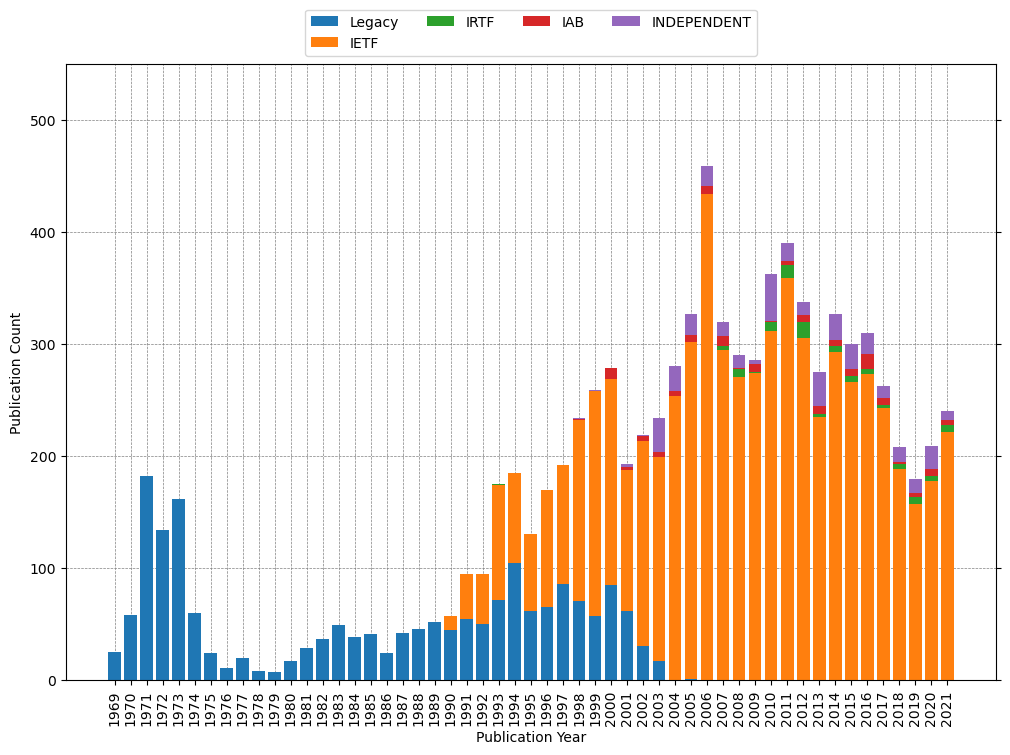 Legacy IRTF IAB INDEPENDENT
IETF
500
400
300
200
100
0
Publication Count
1969 1970 1971 1972 1973 1974 1975 1976 1977 1978 1979 1980 1981 1982 1983 1984 1985 1986 1987 1988 1989 1990 1991 1992 1993 1994 1995 1996 1997 1998 1999 2000 2001 2002 2003 2004 2005 2006 2007 2008 2009 2010 2011 2012 2013 2014 2015 2016 2017 2018 2019 2020 2021
Publication Year